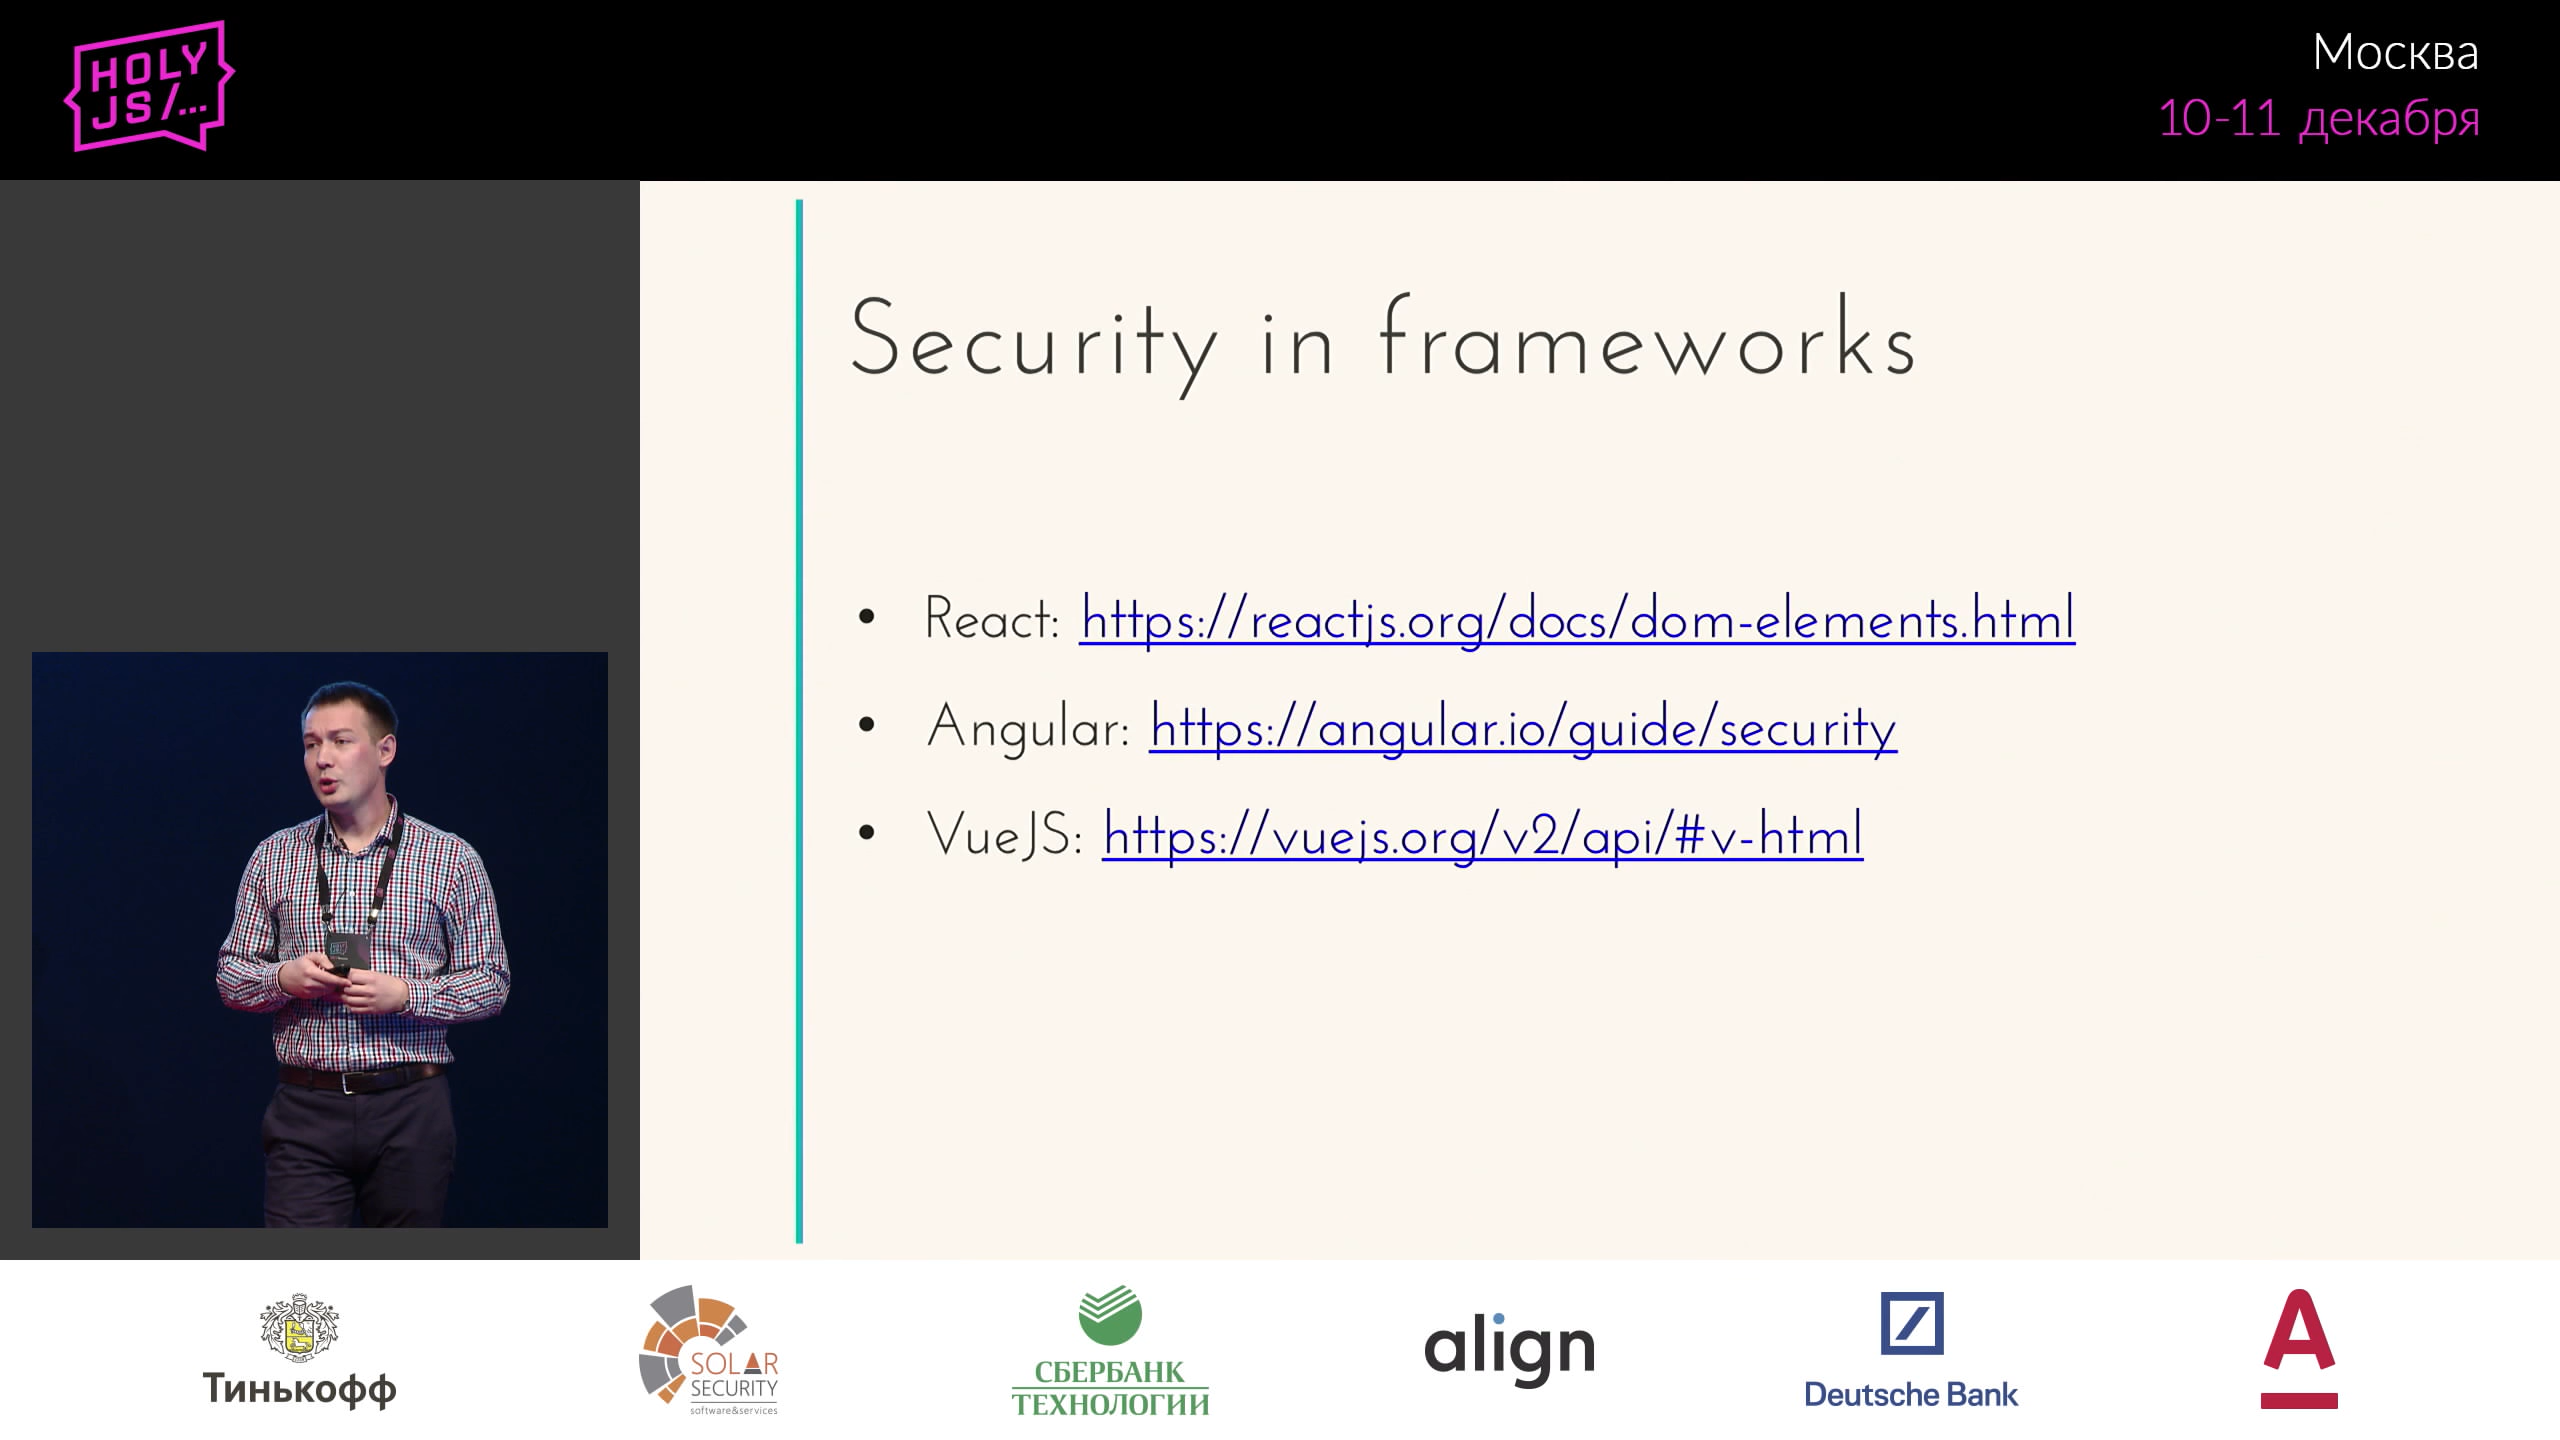 HOLY
JS/...
Москва
10-11 декабря
Security in frameworks
• React: https://reactjs.org/docs/dom-elements.html
• Angular: https://angular.io/guide/security
• VueJS: https://vuejs.org/v2/api/#v-html
Тинькофф
SOLAR
SECURITY
software&services
СБЕРБАНК
ТЕХНОЛОГИИ
align
Deutsche Bank
А